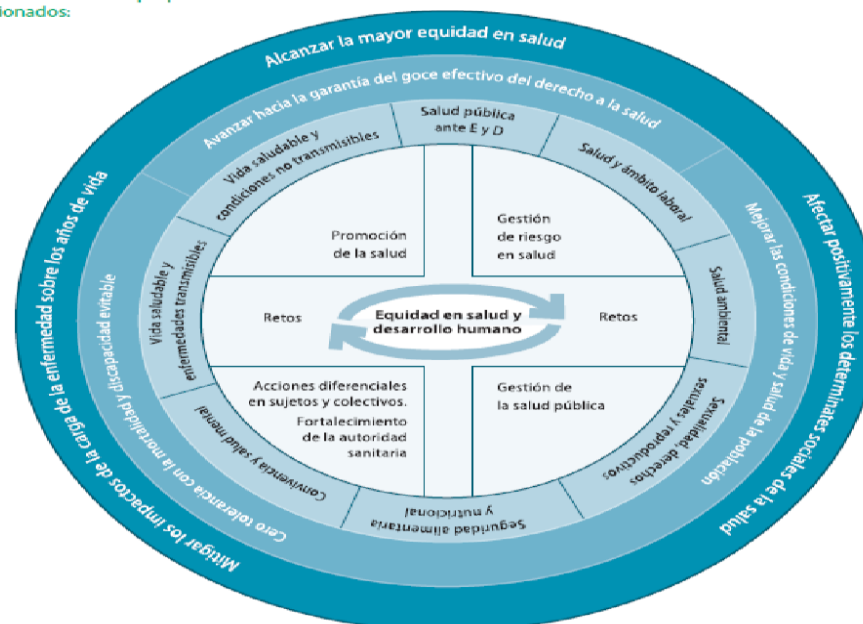 ionados:
Alcanzar la mayor equidad en salud
Avanzar hacia la garantía del goce efectivo del derecho a la salud
Salud pública
ante E y D
Vida saludable y
condiciones no transmisibles
Salud y ámbito laboral
Afectar positivamente los determinates sociales de la salud
Mitigar los impactos de la carga de la enfermedad sobre los años de vida
Mejorar las condiciones de vida y salud de la población
Cero tolerancia con la mortalidad y discapacidad evitable
Promoción
de la salud
Gestión
de riesgo
en salud
Vida saludable y
enfermedades transmisibles
Salud ambiental
Retos
Equidad en salud y
desarrollo humano
Retos
Acciones diferenciales
en sujetos y colectivos.
Fortalecimiento
de la autoridad
sanitaria
Gestión de
la salud pública
Convivencia y salud mental
Sexualidad, derechos
sexuales y reproductivos
Seguridad alimentaria
y nutricional